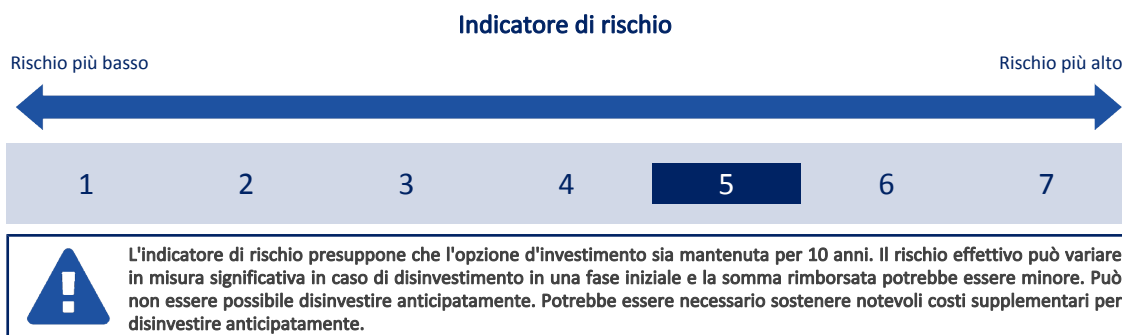 Indicatore di rischio
Rischio più basso
Rischio più alto
1 2 3 4 5 6 7
L'indicatore di rischio presuppone che l'opzione d'investimento sia mantenuta per 10 anni. Il rischio effettivo può variare
in misura significativa in caso di disinvestimento in una fase iniziale e la somma rimborsata potrebbe essere minore. Può
non essere possibile disinvestire anticipatamente. Potrebbe essere necessario sostenere notevoli costi supplementari per
disinvestire anticipatamente.